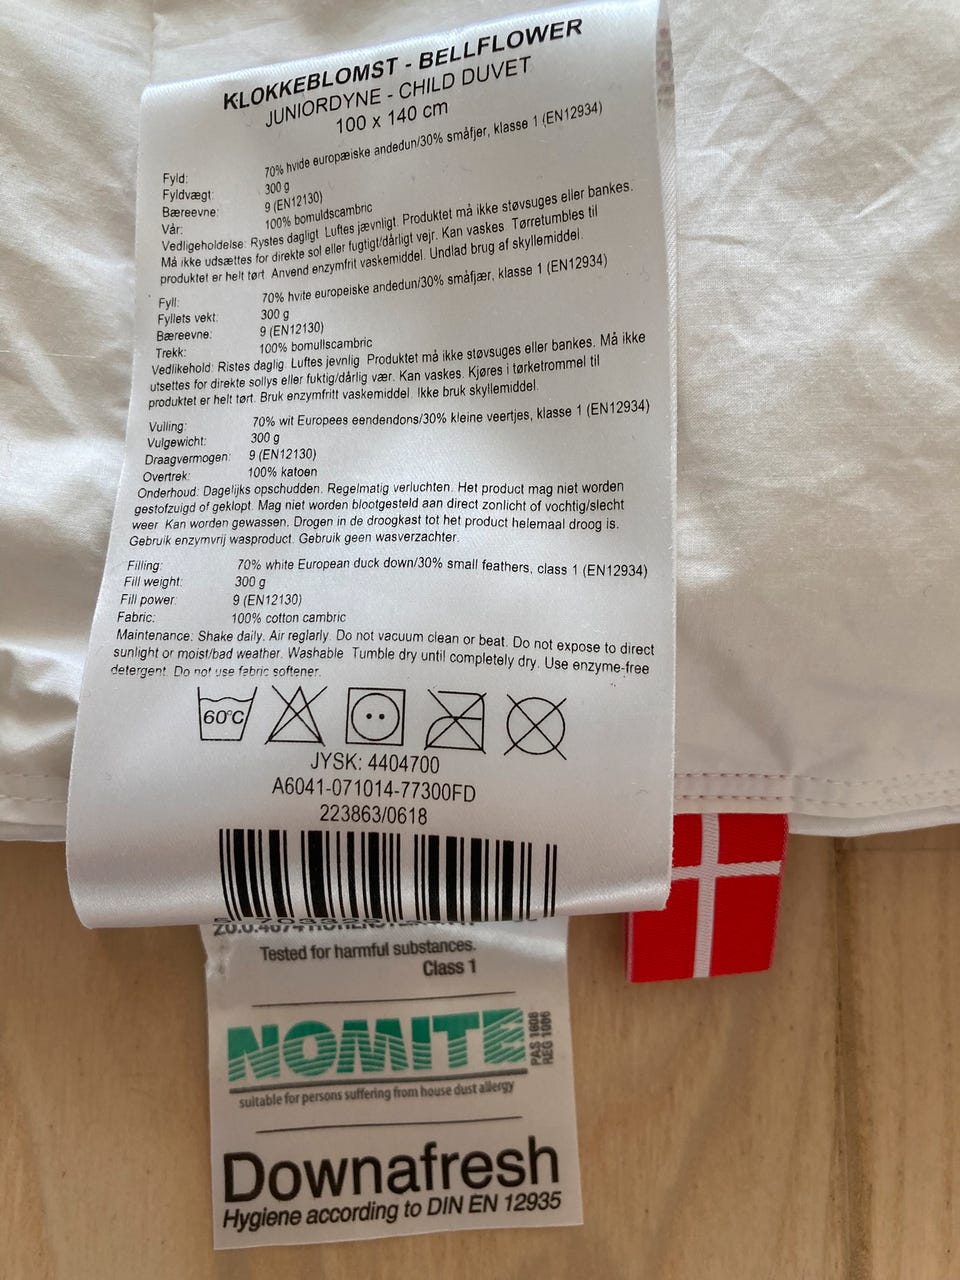 KLOKKEBLOMST - BELLFLOWER
JUNIORDYNE - CHILD DUVET
100 x 140 cm
Fyld: 70% hvide europæiske andedun/30% småfjer, klasse 1 (EN12934)
Fyldvægt: 300 g
Bæreevne: 9 (EN12130)
Vår: 100% bomuldscambric
Vedligeholdelse: Rystes dagligt. Luftes jævnligt. Produktet må ikke støvsuges eller bankes.
Må ikke udsættes for direkte sol eller fugtigt/dårligt vejr. Kan vaskes. Tørretumbles til
produktet er helt tørt. Anvend enzymfrit vaskemiddel. Undlad brug af skyllemiddel.
Fyll: 70% hvite europeiske andedun/30% småfjær, klasse 1 (EN12934)
Fyllets vekt: 300 g
Bæreevne: 9 (EN12130)
Trekk: 100% bomullscambric
Vedlikehold: Ristes daglig. Luftes jevnlig. Produktet må ikke støvsuges eller bankes. Må ikke
utsettes for direkte sollys eller fuktig/dårlig vær. Kan vaskes. Kjøres i tørketrommel til
produktet er helt tørt. Bruk enzymfritt vaskemiddel. Ikke bruk skyllemiddel.
Vulling: 70% wit Europees eendendons/30% kleine veertjes, klasse 1 (EN12934)
Vulgewicht: 300 g
Draagvermogen: 9 (EN12130)
Overtrek: 100% katoen
Onderhoud: Dagelijks opschudden. Regelmatig verluchten. Het product mag niet worden
gestofzuigd of geklopt. Mag niet worden blootgesteld aan direct zonlicht of vochtig/slecht
weer. Kan worden gewassen. Drogen in de droogkast tot het product helemaal droog is.
Gebruik enzymvrij wasproduct. Gebruik geen wasverzachter.
Filling: 70% white European duck down/30% small feathers, class 1 (EN12934)
Fill weight: 300 g
Fill power: 9 (EN12130)
Fabric: 100% cotton cambric
Maintenance: Shake daily. Air reglarly. Do not vacuum clean or beat. Do not expose to direct
sunlight or moist/bad weather. Washable. Tumble dry until completely dry. Use enzyme-free
detergent. Do not use fabric softener.
60°C
JYSK: 4404700
A6041-071014-77300FD
223863/0618
Tested for harmful substances.
Class 1
NOMITE
PAS 1008
REG 1006
suitable for persons suffering from house dust allergy
Downafresh
Hygiene according to DIN EN 12935